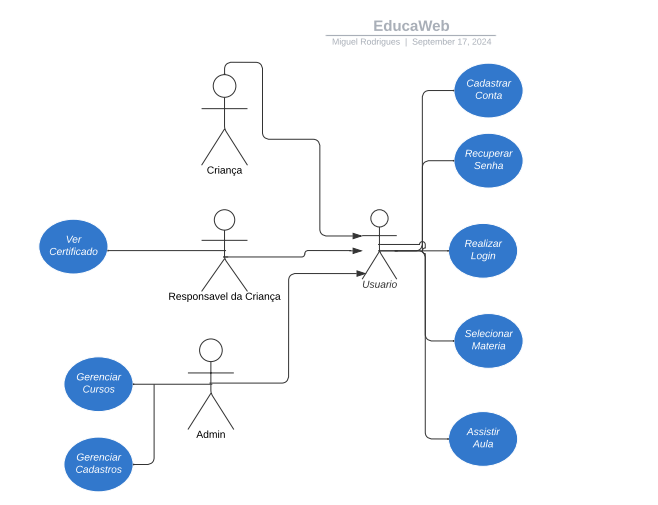 EducaWeb
Miguel Rodrigues | September 17, 2024
Cadastrar
Conta
Recuperar
Senha
Criança
Ver
Certificado
Realizar
Login
Responsavel da Criança
Usuario
Selecionar
Materia
Gerenciar
Cursos
Admin
Assistir
Aula
Gerenciar
Cadastros